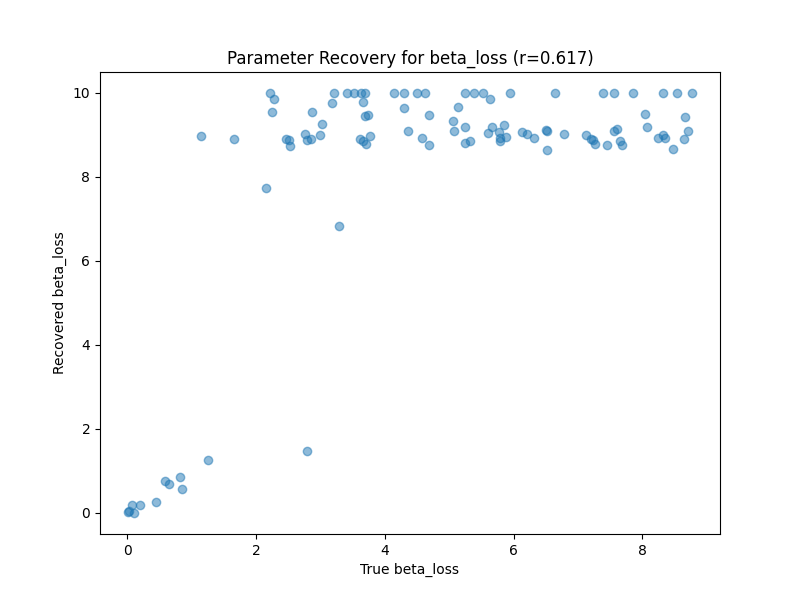 Parameter Recovery for beta_loss (r=0.617)
Recovered beta_loss
10
8
6
4
2
0
0 2 4 6 8
True beta_loss